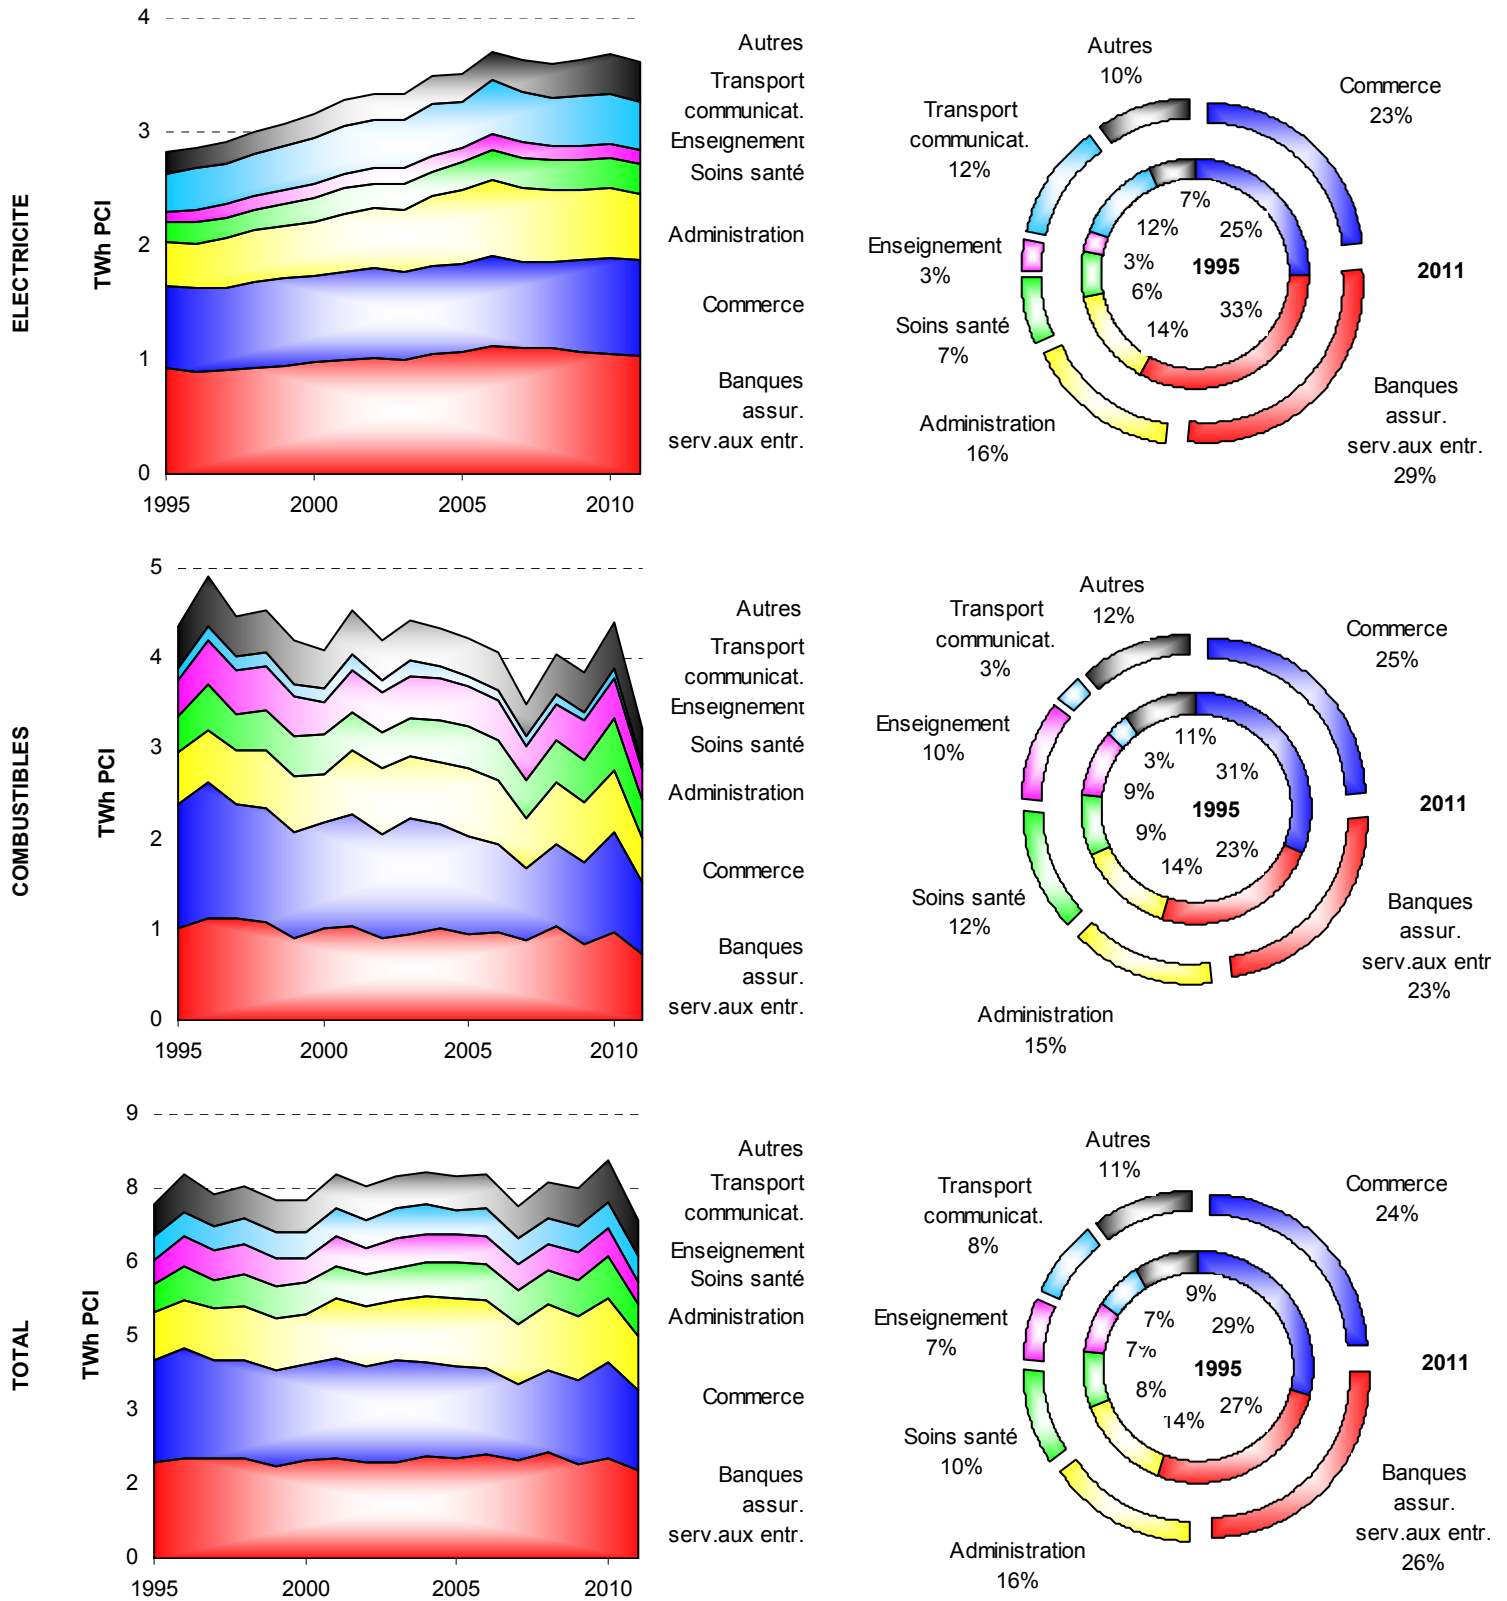 ELECTRICITE
TWh PCI
4
3
2
1
0
1995
2000
2005
2010
Autres
Transport
communicat.
Enseignement
Soins santé
Administration
Commerce
Banques
assur.
serv.aux entr.
Autres
10%
Commerce
23%
Transport
communicat.
12%
Enseignement
3%
Soins santé
7%
Administration
16%
Banques
assur.
serv.aux entr.
29%
2011
7%
12%
25%
3%
1995
6%
33%
14%
COMBUSTIBLES
TWh PCI
5
4
3
2
1
0
1995
2000
2005
2010
Autres
Transport
communicat.
Enseignement
Soins santé
Administration
Commerce
Banques
assur.
serv.aux entr.
Autres
12%
Transport
communicat.
3%
Commerce
25%
Enseignement
10%
Soins santé
12%
Administration
15%
Banques
assur.
serv.aux entr
23%
2011
11%
3%
31%
9%
1995
9%
23%
14%
TOTAL
TWh PCI
9
8
6
5
3
2
0
1995
2000
2005
2010
Autres
Transport
communicat.
Enseignement
Soins santé
Administration
Commerce
Banques
assur.
serv.aux entr.
Autres
11%
Transport
communicat.
8%
Commerce
24%
Enseignement
7%
Soins santé
10%
Administration
16%
Banques
assur.
serv.aux entr.
26%
2011
9%
7%
29%
7%
1995
8%
27%
14%